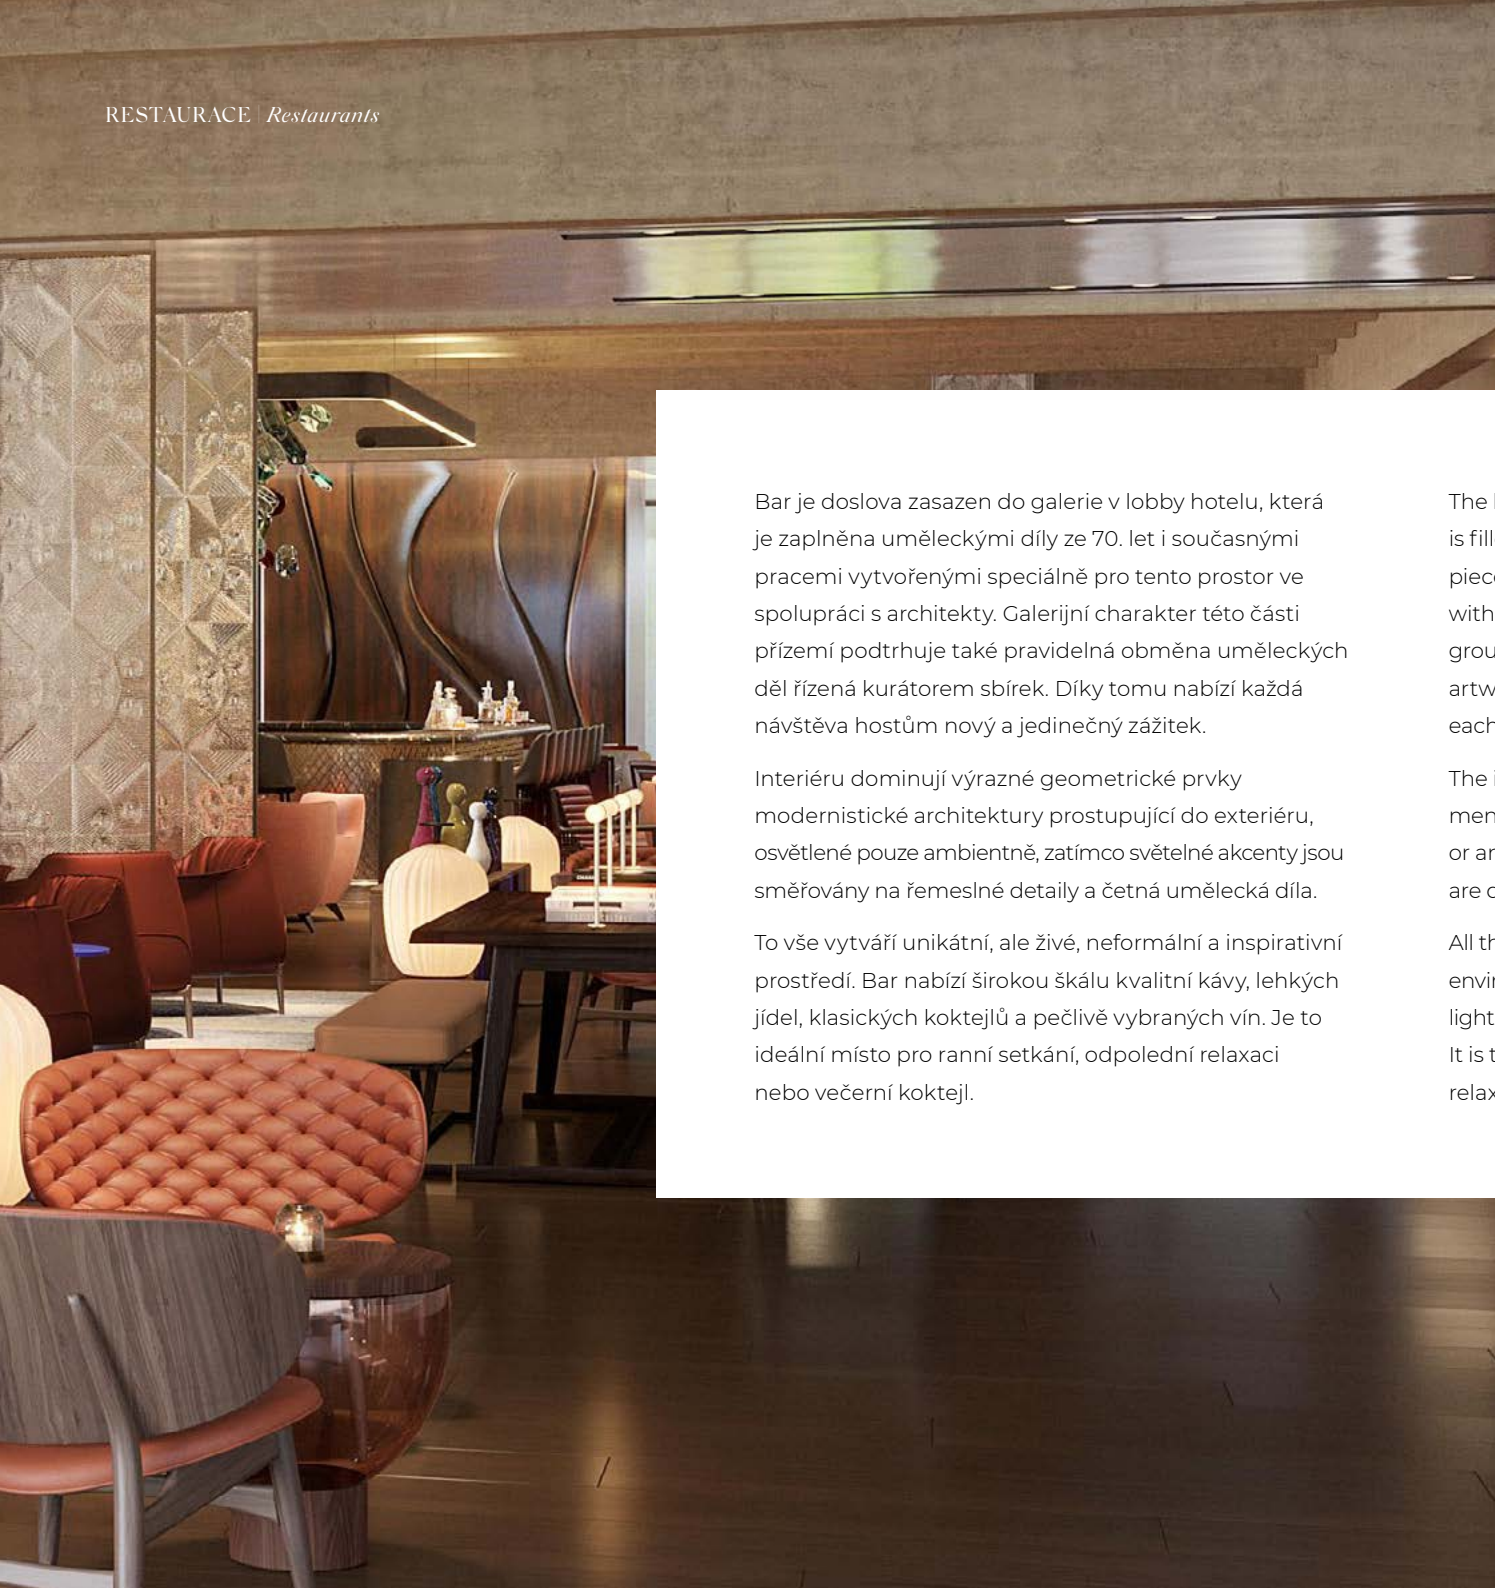 RESTAURACE | Restaurants
Bar je doslova zasazen do galerie v lobby hotelu, která
je zaplněna uměleckými díly ze 70. let i současnými
pracemi vytvořenými speciálně pro tento prostor ve
spolupráci s architekty. Galerijní charakter této části
přízemí podtrhuje také pravidelná obměna uměleckých
děl řízená kurátorem sbírek. Díky tomu nabízí každá
návštěva hostům nový a jedinečný zážitek.
Interiéru dominují výrazné geometrické prvky
modernistické architektury prostupující do exteriéru,
osvětlené pouze ambientně, zatímco světelné akcenty jsou
směřovány na řemeslné detaily a četná umělecká díla.
To vše vytváří unikátní, ale živé, neformální a inspirativní
prostředí. Bar nabízí širokou škálu kvalitní kávy, lehkých
jídel, klasických koktejlů a pečlivě vybraných vín. Je to
ideální místo pro ranní setkání, odpolední relaxaci
nebo večerní koktejl.
The
is
with
each
The
or
are
All
light
It is